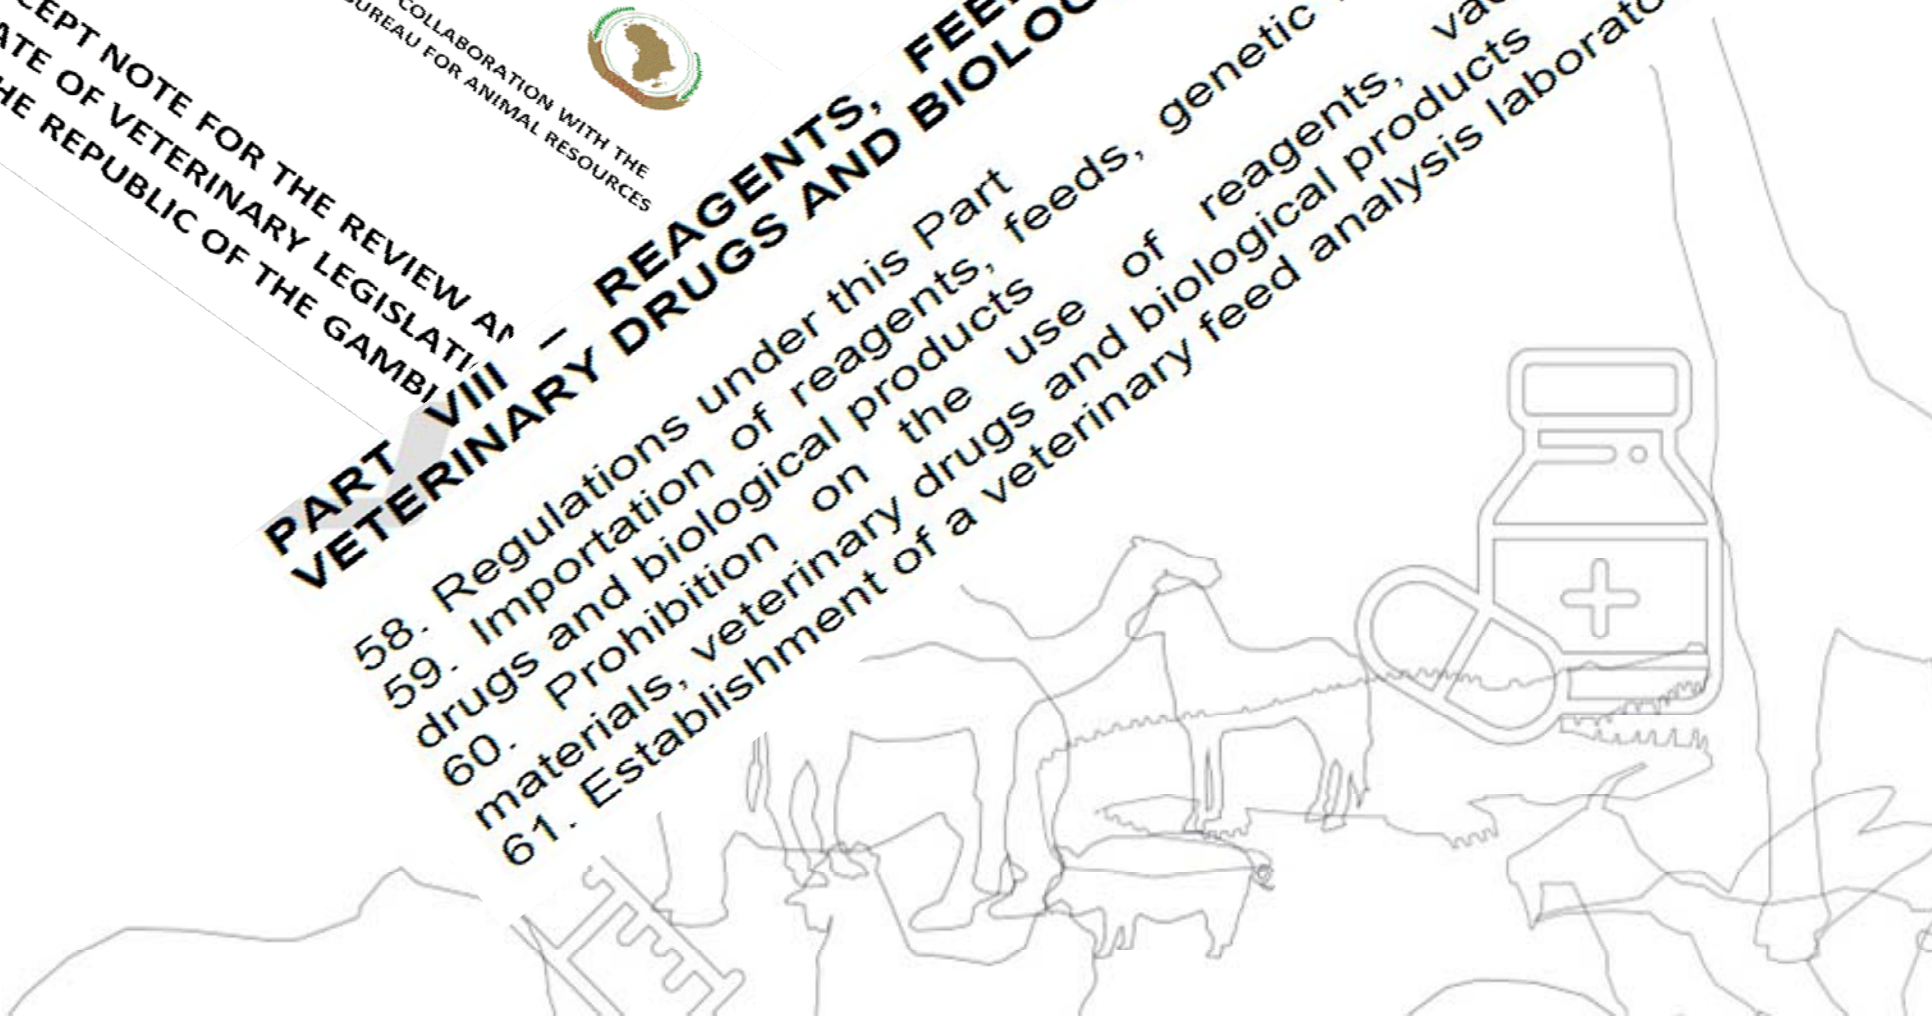 CEPT NOTE FOR THE REVIEW AN
ATE OF VETERINARY LEGISLATI
HE REPUBLIC OF THE GAMBI
COLLABORATION WITH THE
BUREAU FOR ANIMAL RESOURCES
PART VIII – REAGENTS, FEE
VETERINARY DRUGS AND BIOLOG
58. Regulations under this Part
59. Importation of reagents, feeds, genetic
drugs and biological products
60. Prohibition on the use of reagents, vac
materials, veterinary drugs and biological products
61. Establishment of a veterinary feed analysis laborato